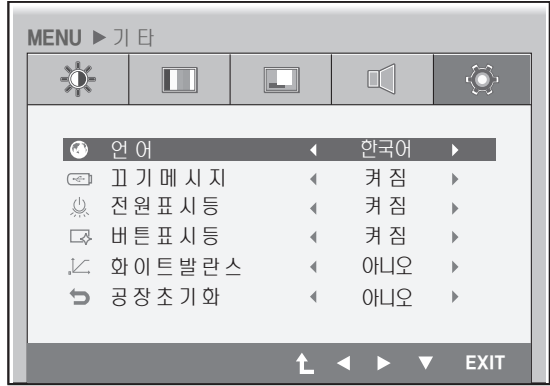 MENU ▶ 기 타
언 어 ◀ 한국어 ▶
끄 기 메 시 지 ◀ 켜 짐 ▶
전 원 표 시 등 ◀ 켜 짐 ▶
버 튼 표 시 등 ◀ 켜 짐 ▶
화 이 트 발 란 스 ◀ 아니오 ▶
공 장 초 기 화 ◀ 아니오 ▶
EXIT